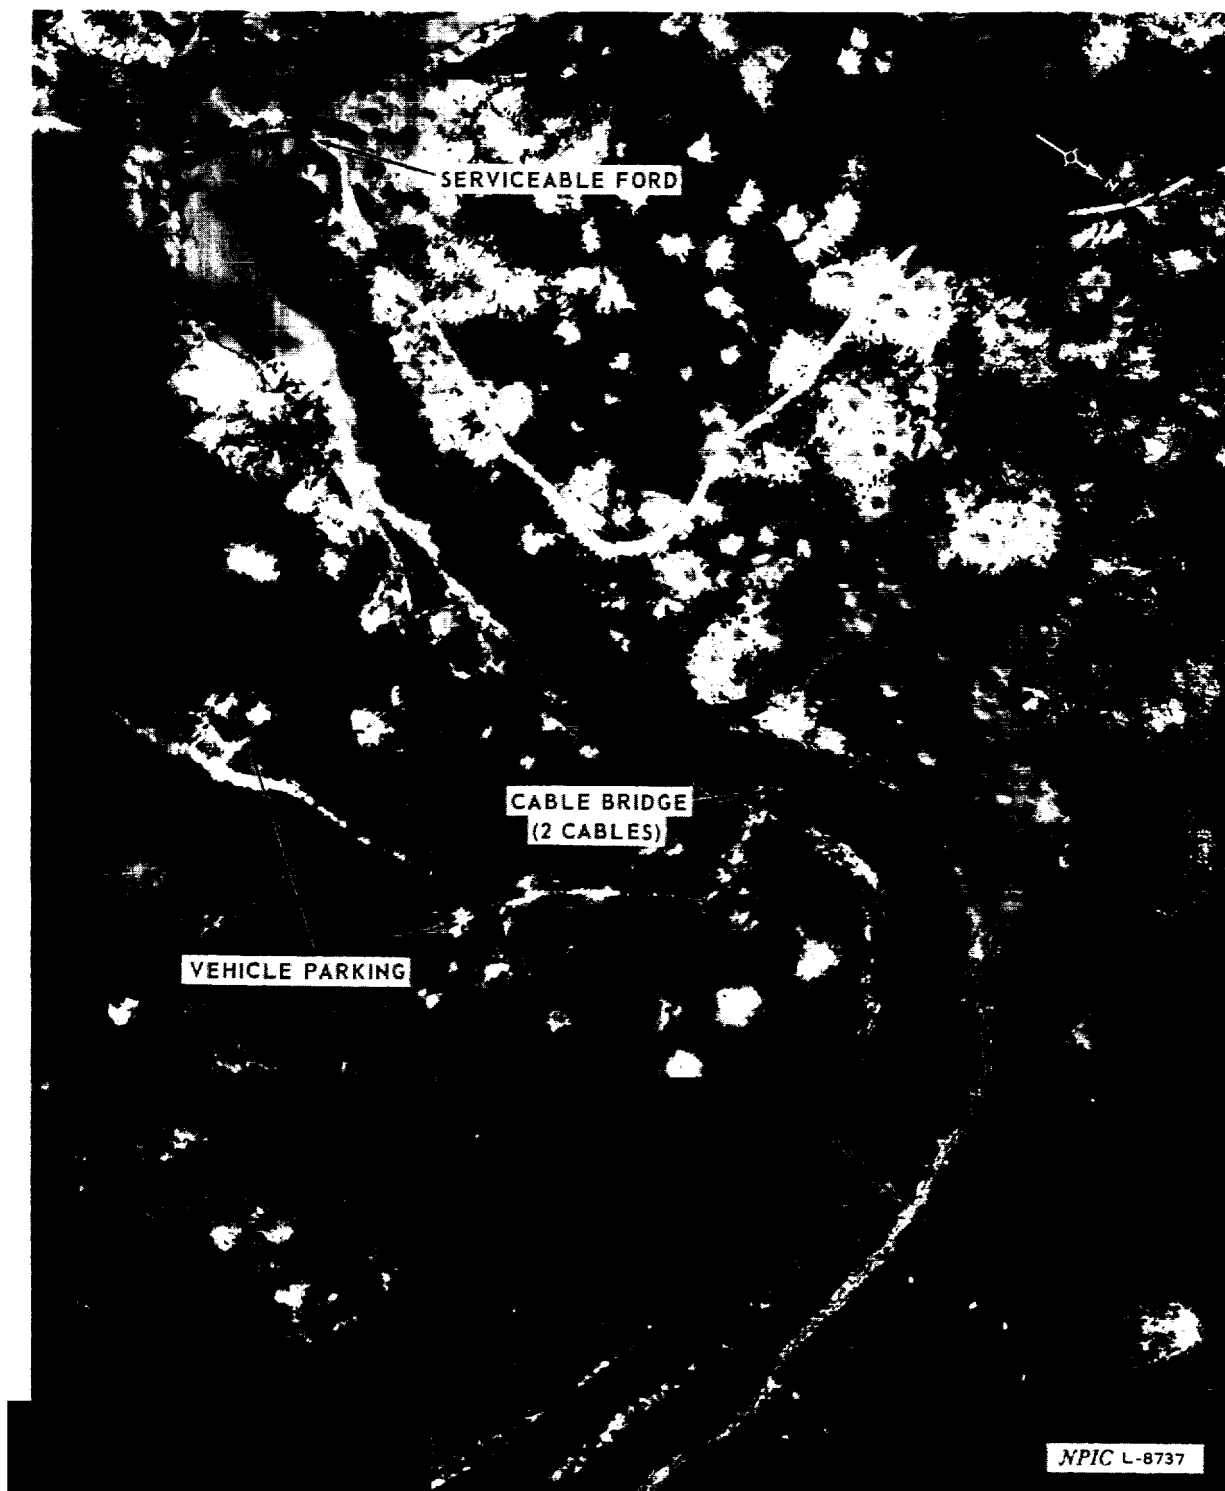 SERVICEABLE FORD
N
CABLE BRIDGE
(2 CABLES)
VEHICLE PARKING
NPIC L-8737